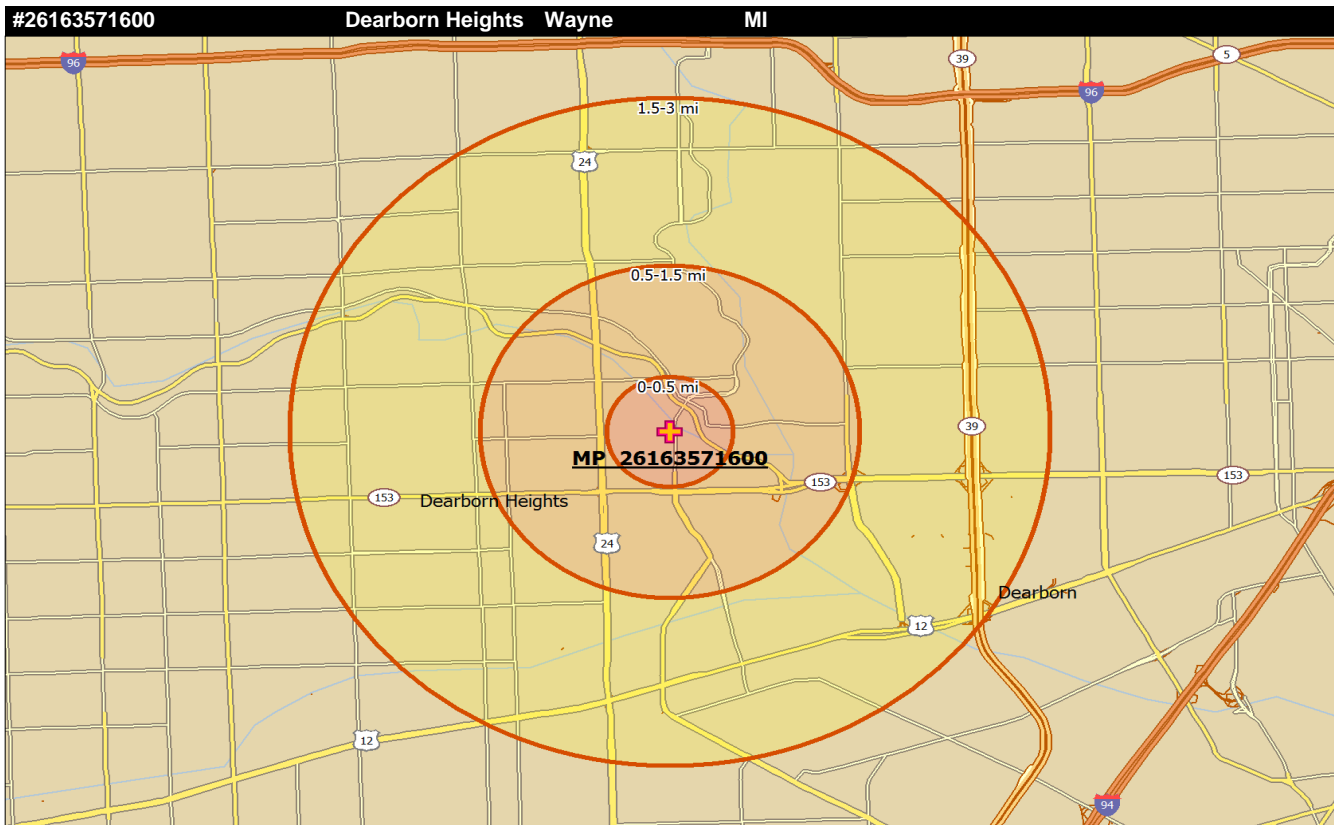 #26163571600 Dearborn Heights Wayne MI
96
39
5
96
1.5-3 mi
24
0.5-1.5 mi
0-0.5 mi
39
MP 26163571600
153
153
153
Dearborn Heights
24
Dearborn
12
12
94